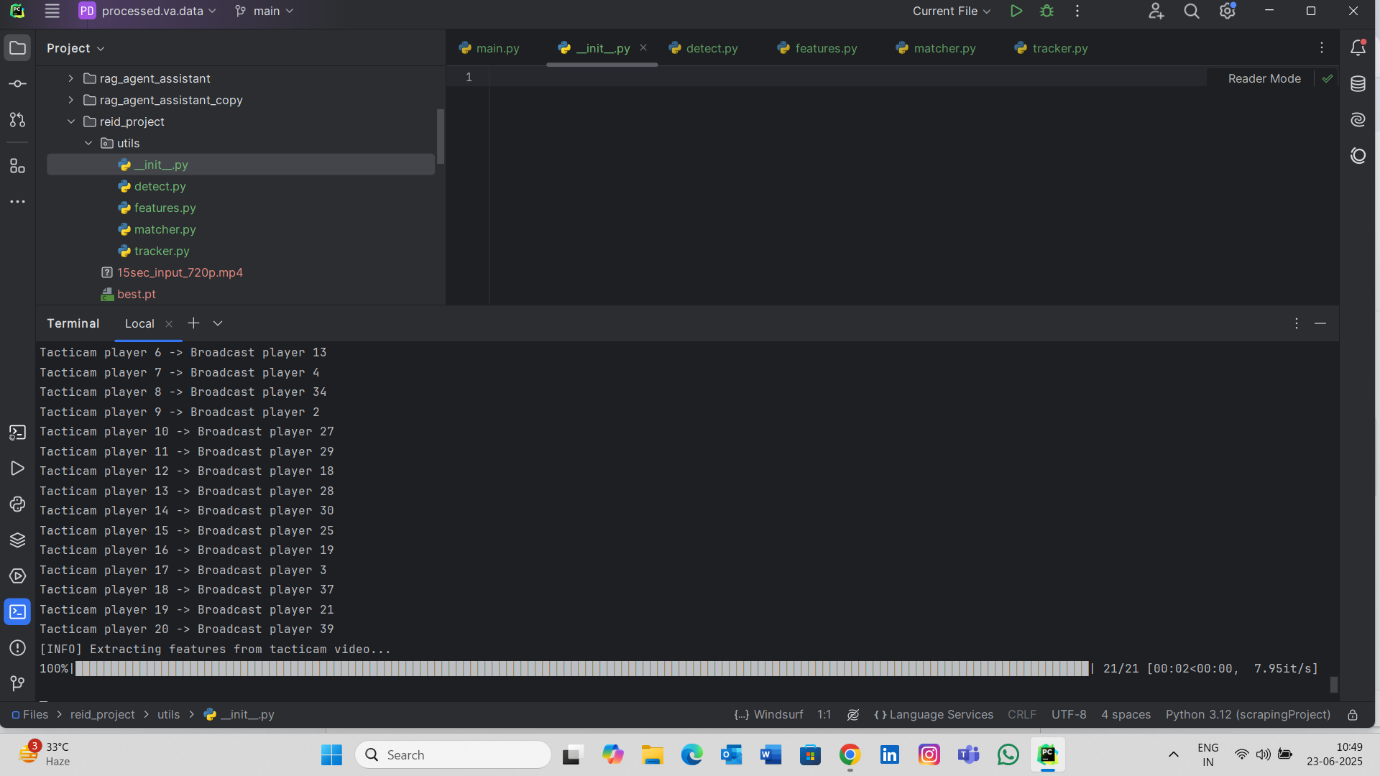 PC
PD processed.va.data main Current File
Project
main.py __init__.py detect.py features.py matcher.py tracker.py
rag_agent_assistant
rag_agent_assistant_copy
reid_project
utils
__init__.py
detect.py
features.py
matcher.py
tracker.py
15sec_input_720p.mp4
best.pt
1
Reader Mode
Terminal Local
Tacticam player 6 -> Broadcast player 13
Tacticam player 7 -> Broadcast player 4
Tacticam player 8 -> Broadcast player 34
Tacticam player 9 -> Broadcast player 2
Tacticam player 10 -> Broadcast player 27
Tacticam player 11 -> Broadcast player 29
Tacticam player 12 -> Broadcast player 18
Tacticam player 13 -> Broadcast player 28
Tacticam player 14 -> Broadcast player 30
Tacticam player 15 -> Broadcast player 25
Tacticam player 16 -> Broadcast player 19
Tacticam player 17 -> Broadcast player 3
Tacticam player 18 -> Broadcast player 37
Tacticam player 19 -> Broadcast player 21
Tacticam player 20 -> Broadcast player 39
[INFO] Extracting features from tacticam video...
100%| | 21/21 [00:02<00:00, 7.95it/s]
Files > reid_project > utils > __init__.py {...} Windsurf 1:1 Language Services CRLF UTF-8 4 spaces Python 3.12 (scrapingProject)
3 33°C
Haze
Search
ENG
IN
10:49
23-06-2025